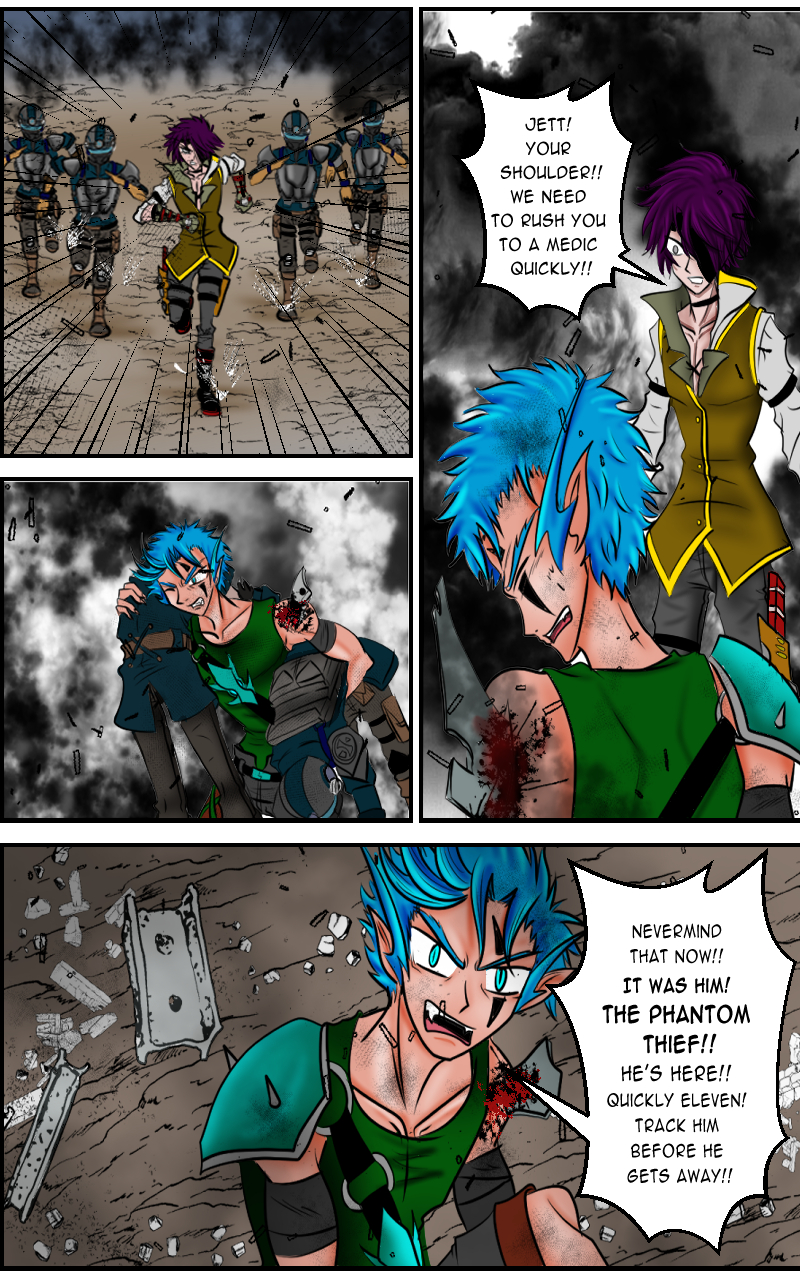 JETT!
YOUR
SHOULDER!!
WE NEED
TO RUSH YOU
TO A MEDIC
QUICKLY!!
NEVERMIND
THAT NOW!!
IT WAS HIM!
THE PHANTOM
THIEF!!
HE'S HERE!!
QUICKLY ELEVEN!
TRACK HIM
BEFORE HE
GETS AWAY!!